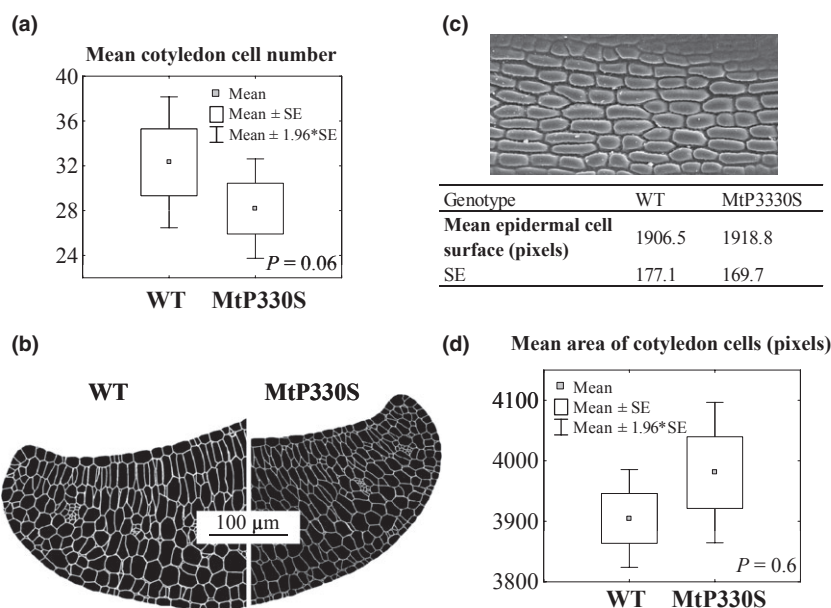 (a)
Mean cotyledon cell number
40
36
32
28
24
Mean
Mean ± SE
Mean ± 1.96*SE
P = 0.06
WT MtP330S
(b)
WT MtP330S
100 µm
(c)
Genotype WT MtP3330S
Mean epidermal cell
surface (pixels) 1906.5 1918.8
SE 177.1 169.7
(d) Mean area of cotyledon cells (pixels)
4100
4000
3900
3800
Mean
Mean ± SE
Mean ± 1.96*SE
P = 0.6
WT MtP330S